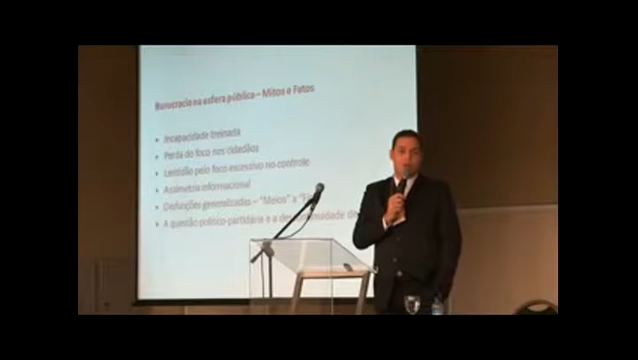 Burocracia na esfera pública – Mitos e Fatos
Incapacidade treinada
Perda do foco nos cidadãos
Lentidão pelo foco excessivo no controle
Assimetria informacional
Disfunções generalizadas – "Meios" x
A questão político-partidária e a de